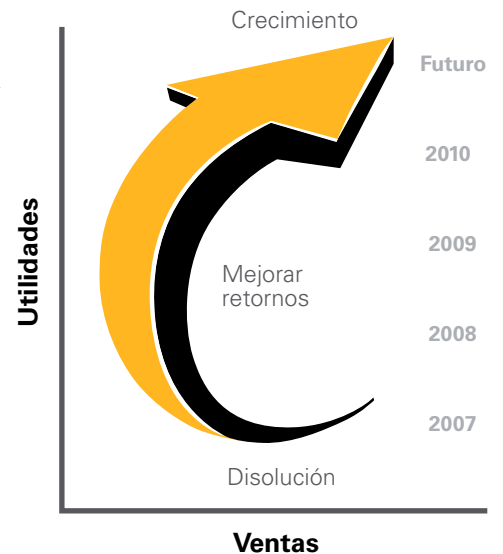 Crecimiento
Futuro
2010
2009
Utilidades
Mejorar
retornos
2008
2007
Disolución
Ventas